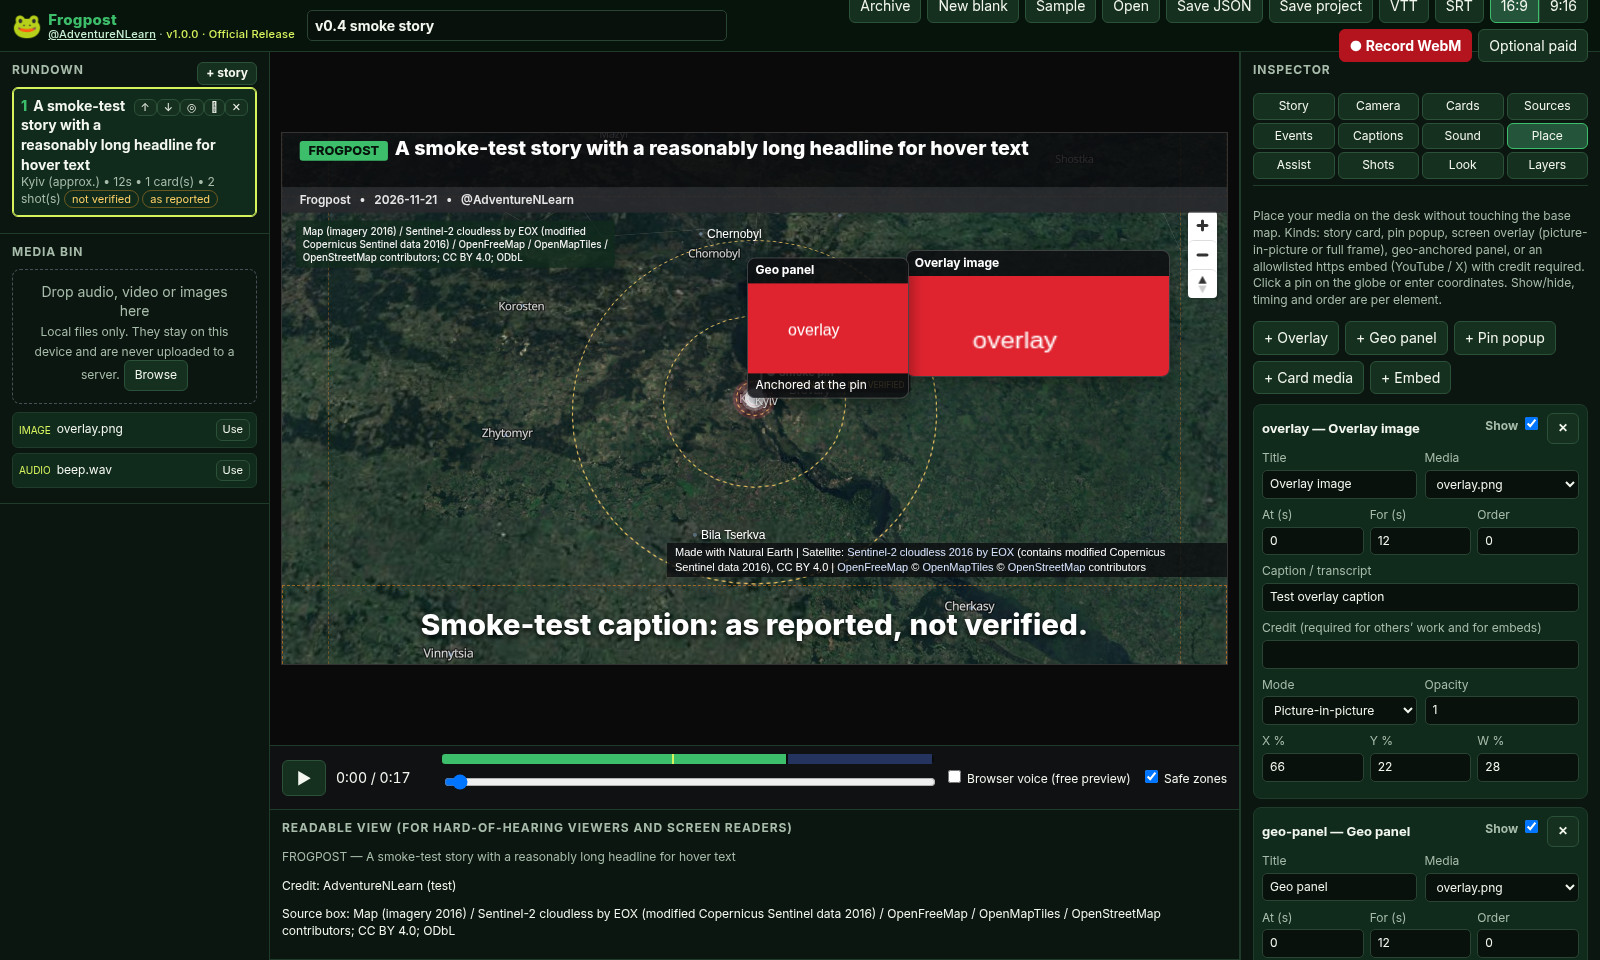 Frogpost
@AdventureNLearn · v1.0.0 · Official Release
v0.4 smoke story
Archive
New blank
Sample
Open
Save JSON
Save project
VTT
SRT
16:9
9:16
Record WebM
Optional paid
RUNDOWN
+ story
1 A smoke-test
story with a
reasonably long headline for
hover text
Kyiv (approx.) • 12s • 1 card(s) • 2
shot(s) not verified as reported
MEDIA BIN
Drop audio, video or images
here
Local files only. They stay on this
device and are never uploaded to a
server. Browse
IMAGE overlay.png Use
AUDIO beep.wav Use
Shostka
FROGPOST A smoke-test story with a reasonably long headline for hover text
Frogpost • 2026-11-21 • @AdventureNLearn
Map (imagery 2016) / Sentinel-2 cloudless by EOX (modified
Copernicus Sentinel data 2016) / OpenFreeMap / OpenMapTiles /
OpenStreetMap contributors; CC BY 4.0; ODbL
Chernobyl
Chornobyl
Korosten
Geo panel
overlay
Anchored at the pin
Overlay image
overlay
Kyiv
Zhytomyr
Bila Tserkva
Made with Natural Earth | Satellite: Sentinel-2 cloudless 2016 by EOX (contains modified Copernicus
Sentinel data 2016), CC BY 4.0 | OpenFreeMap © OpenMapTiles © OpenStreetMap contributors
Cherkasy
Smoke-test caption: as reported, not verified.
Vinnytsia
0:00 / 0:17
Browser voice (free preview)
Safe zones
READABLE VIEW (FOR HARD-OF-HEARING VIEWERS AND SCREEN READERS)
FROGPOST — A smoke-test story with a reasonably long headline for hover text
Credit: AdventureNLearn (test)
Source box: Map (imagery 2016) / Sentinel-2 cloudless by EOX (modified Copernicus Sentinel data 2016) / OpenFreeMap / OpenMapTiles / OpenStreetMap
contributors; CC BY 4.0; ODbL
INSPECTOR
Story Camera Cards Sources
Events Captions Sound Place
Assist Shots Look Layers
Place your media on the desk without touching the base
map. Kinds: story card, pin popup, screen overlay (picture-
in-picture or full frame), geo-anchored panel, or an
allowlisted https embed (YouTube / X) with credit required.
Click a pin on the globe or enter coordinates. Show/hide,
timing and order are per element.
+ Overlay + Geo panel + Pin popup
+ Card media + Embed
overlay — Overlay image Show
Title Media
Overlay image overlay.png
At (s) For (s) Order
0 12 0
Caption / transcript
Test overlay caption
Credit (required for others’ work and for embeds)
Mode Opacity
Picture-in-picture 1
X % Y % W %
66 22 28
geo-panel — Geo panel Show
Title Media
Geo panel overlay.png
At (s) For (s) Order
0 12 0